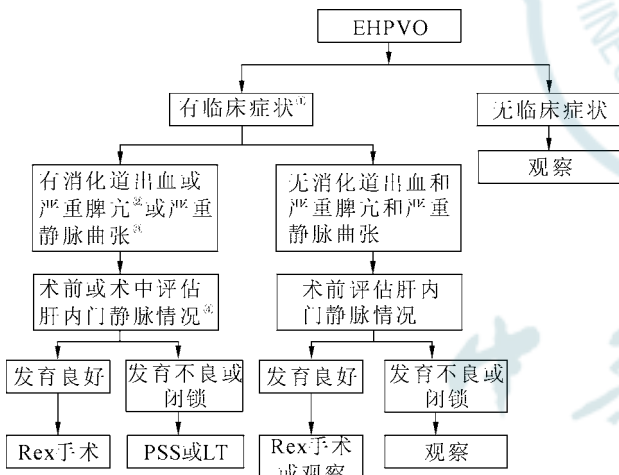 EHPVO
有临床症状①
无临床症状
观察
有消化道出血或
严重脾亢②或严重
静脉曲张③
无消化道出血和
严重脾亢和严重
静脉曲张
术前或术中评估
肝内门静脉情况④
术前评估肝内
门静脉情况
发育良好
发育不良或
闭锁
发育良好
发育不良或
闭锁
Rex手术
PSS或LT
Rex手术
或观察
观察